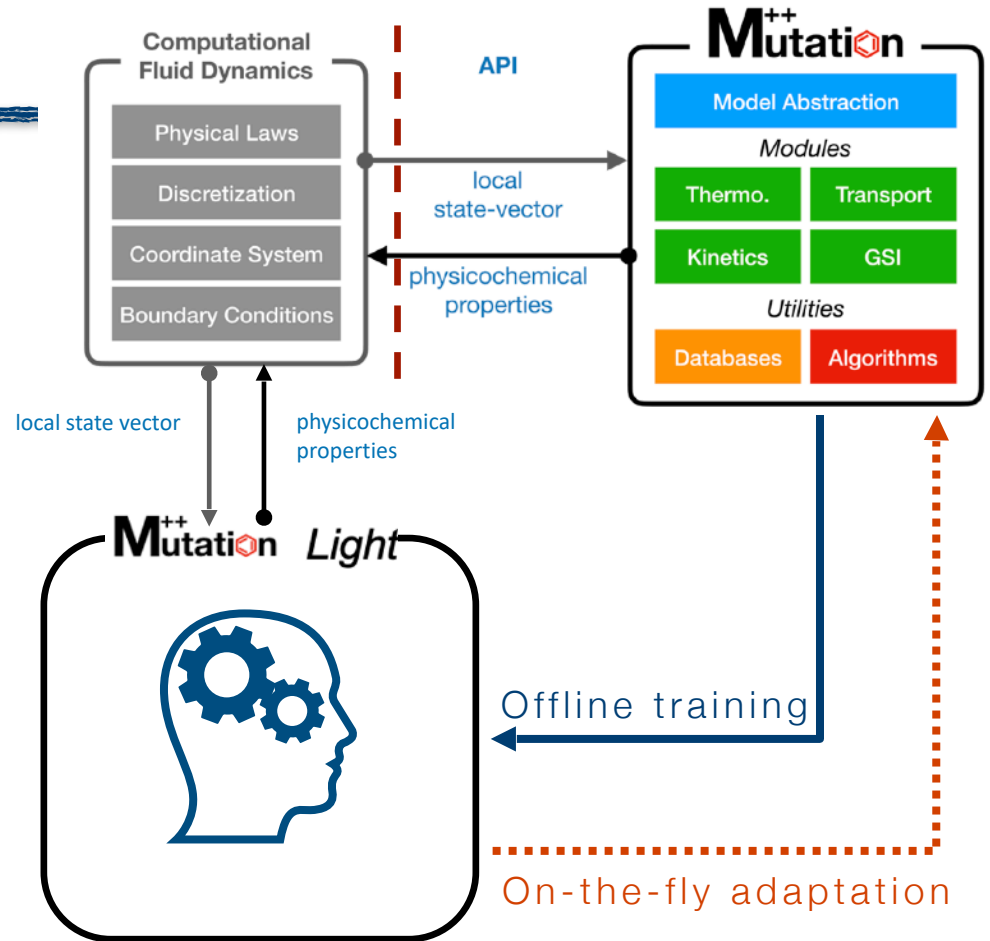 Computational
Fluid Dynamics
Physical Laws
Discretization
Coordinate System
Boundary Conditions
API
local
state-vector
physicochemical
properties
Mutation++
Model Abstraction
Modules
Thermo.
Transport
Kinetics
GSI
Utilities
Databases
Algorithms
local state vector
physicochemical
properties
Mutation++ Light
Offline training
On-the-fly adaptation